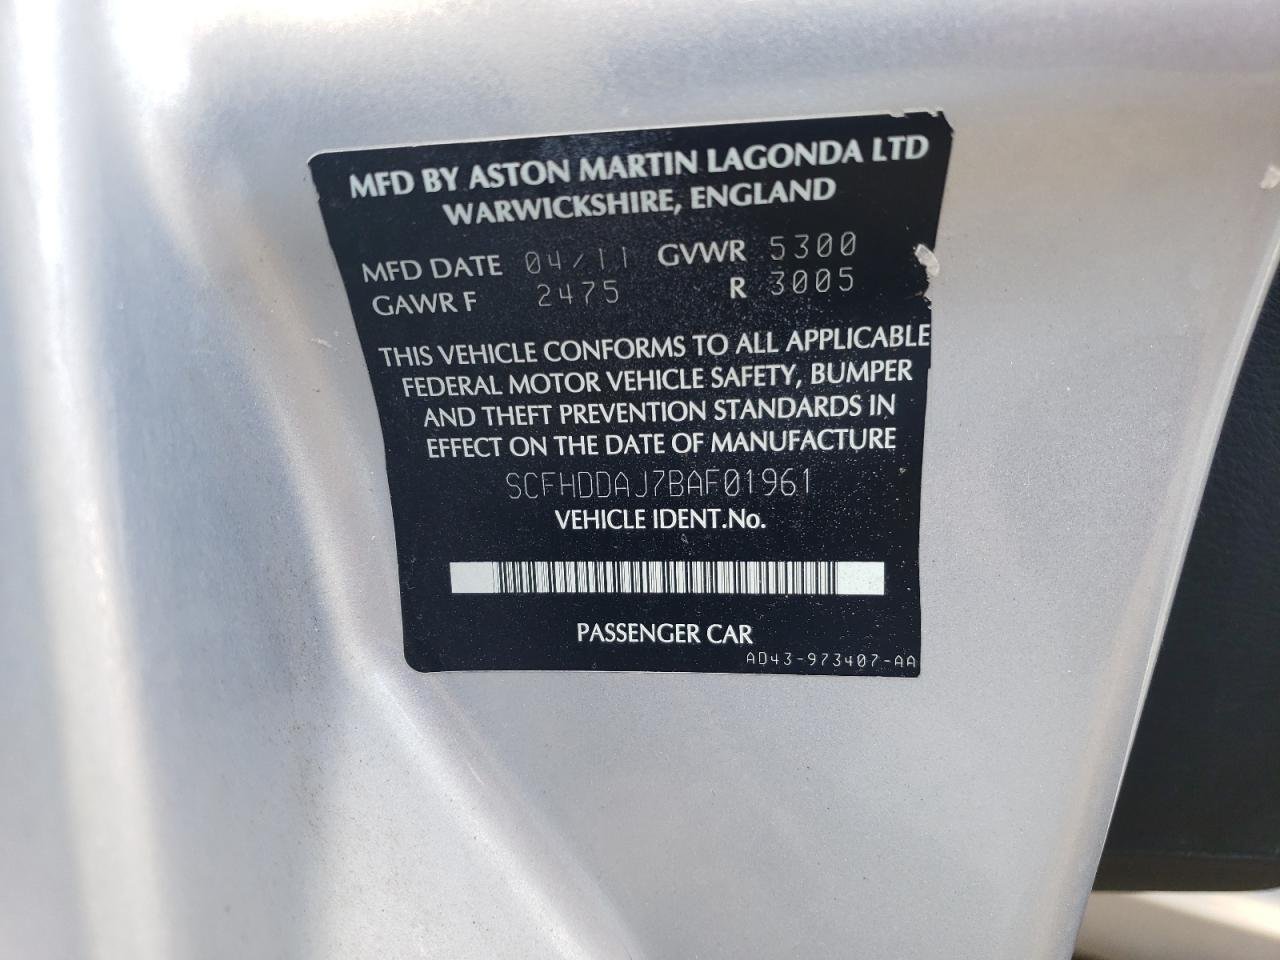 MFD BY ASTON MARTIN LAGONDA LTD
WARWICKSHIRE, ENGLAND
MFD DATE 04/11 GVWR 5300
GAWR F 2475 R 3005
THIS VEHICLE CONFORMS TO ALL APPLICABLE
FEDERAL MOTOR VEHICLE SAFETY, BUMPER
AND THEFT PREVENTION STANDARDS IN
EFFECT ON THE DATE OF MANUFACTURE
SCFHDDAJ7BAF01961
VEHICLE IDENT.No.
PASSENGER CAR
AD43-973407-AA